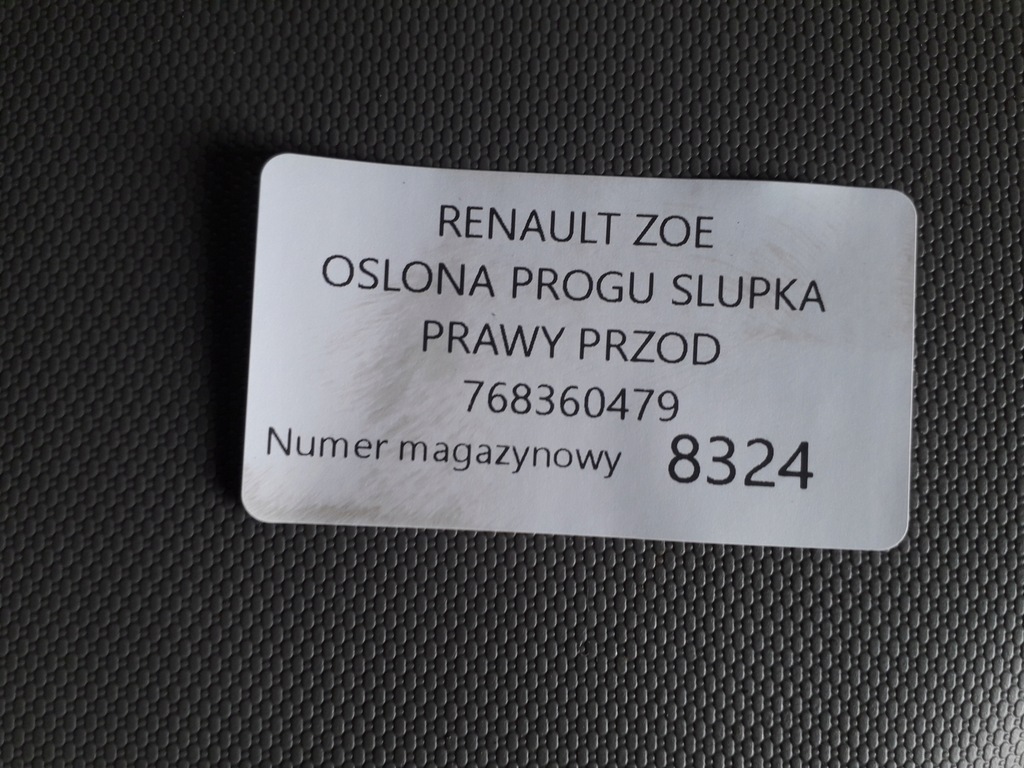 RENAULT ZOE
OSLONA PROGU SLUPKA
PRAWY PRZOD
768360479
Numer magazynowy 8324